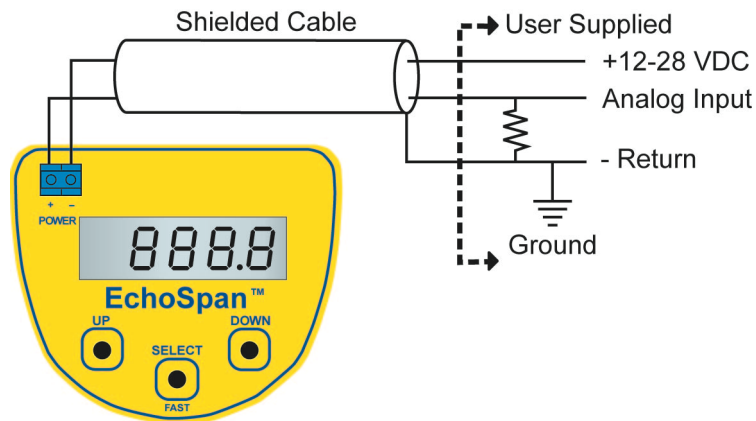 Shielded Cable
User Supplied
+12-28 VDC
Analog Input
- Return
Ground
+ –
POWER
888.8
EchoSpan™
UP
DOWN
SELECT
FAST